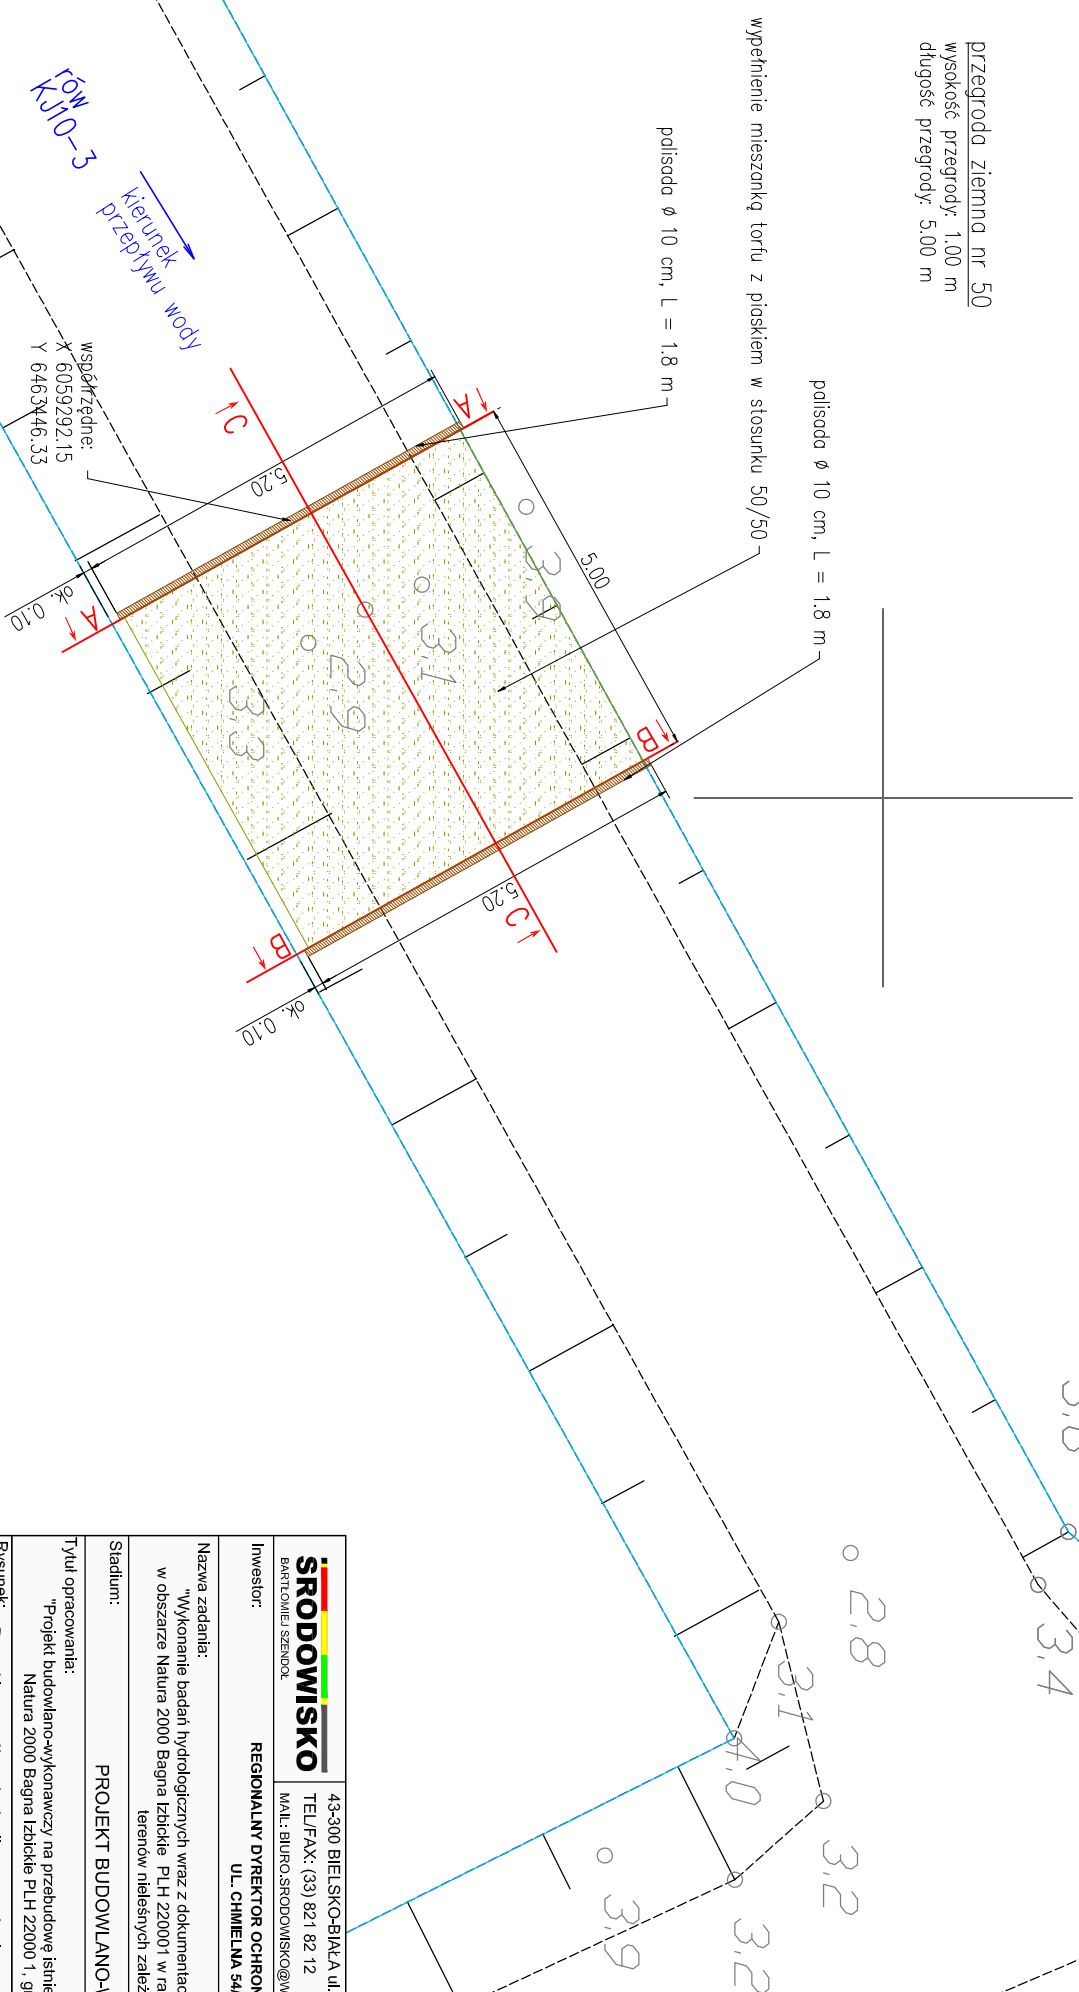 przegroda ziemna nr 50
wysokość przegrody: 1.00 m
długość przegrody: 5.00 m
palisada ø 10 cm, L = 1.8 m
wypełnienie mieszanką torfu z piaskiem w stosunku 50/50
palisada ø 10 cm, L = 1.8 m
rów
KJ10-3
kierunek
przepływu wody
współrzędne:
X 6059292.15
Y 6463446.33
A
A
B
B
C
C
5.20
5.00
5.20
ok. 0.10
ok. 0.10
3,9
3,1
2,9
3,3
2,8
3,4
3,1
4,0
3,2
3,2
3,9
ŚRODOWISKO
BARTŁOMIEJ SZENDOŁ
43-300 BIELSKO-BIAŁA ul.
TEL/FAX: (33) 821 82 12
MAIL: BIURO.SRODOWISKO@W
Inwestor:
REGIONALNY DYREKTOR OCHRON
UL. CHMIELNA 54/
Nazwa zadania:
"Wykonanie badań hydrologicznych wraz z dokumentac
w obszarze Natura 2000 Bagna Izbickie PLH 220001 w ra
terenów nieleśnych zależ
Stadium:
PROJEKT BUDOWLANO-W
Tytuł opracowania:
"Projekt budowlano-wykonawczy na przebudowę istnie
Natura 2000 Bagna Izbickie PLH 220001, g
Rysunek: